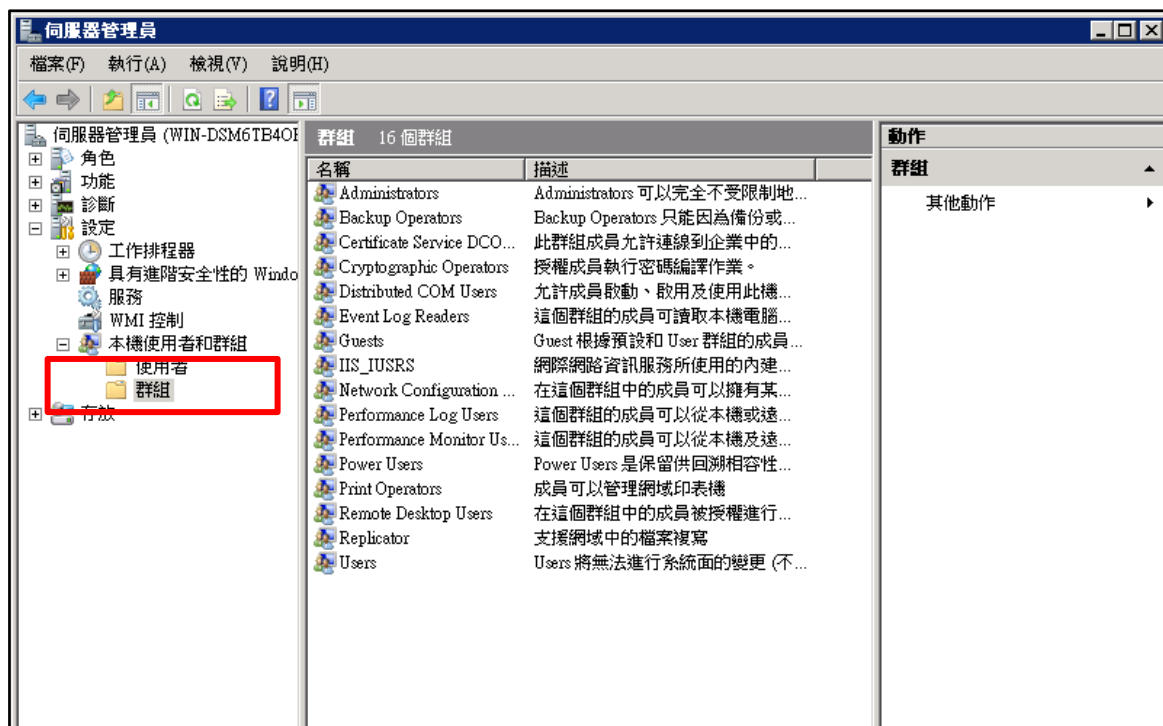 伺服器管理員
檔案(F) 執行(A) 檢視(V) 說明(H)
伺服器管理員 (WIN-DSM6TB4OF
角色
功能
診斷
設定
工作排程器
具有進階安全性的 Windo
服務
WMI 控制
本機使用者和群組
使用者
群組
存放
群組 16 個群組
名稱 描述
Administrators Administrators 可以完全不受限制地...
Backup Operators Backup Operators 只能因為備份或...
Certificate Service DCO... 此群組成員允許連線到企業中的...
Cryptographic Operators 授權成員執行密碼編譯作業。
Distributed COM Users 允許成員啟動、啟用及使用此機...
Event Log Readers 這個群組的成員可讀取本機電腦...
Guests Guest 根據預設和 User 群組的成員...
IIS_IUSRS 網際網路資訊服務所使用的內建...
Network Configuration ... 在這個群組中的成員可以擁有某...
Performance Log Users 這個群組的成員可以從本機或遠...
Performance Monitor Us... 這個群組的成員可以從本機及遠...
Power Users Power Users 是保留供回溯相容性...
Print Operators 成員可以管理網域印表機
Remote Desktop Users 在這個群組中的成員被授權進行...
Replicator 支援網域中的檔案複寫
Users Users 將無法進行系統面的變更 (不...
動作
群組
其他動作